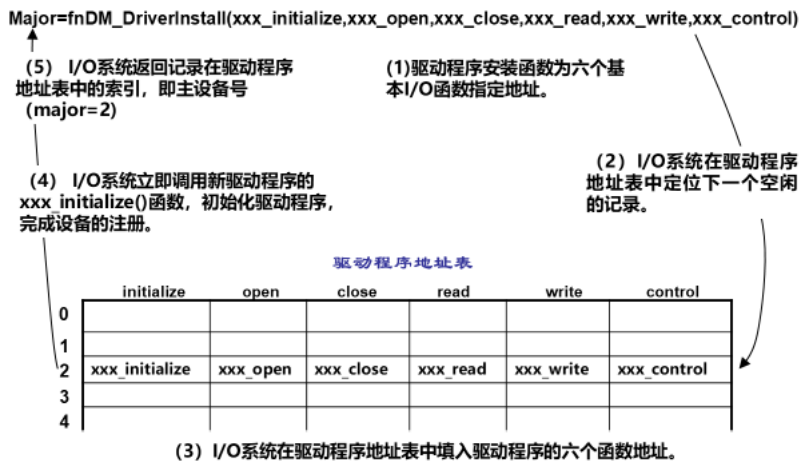 Major=fnDM_DriverInstall(xxx_initialize,xxx_open,xxx_close,xxx_read,xxx_write,xxx_control)
（5） I/O系统返回记录在驱动程序
地址表中的索引，即主设备号
（major=2)
(1)驱动程序安装函数为六个基
本I/O函数指定地址。
（2）I/O系统在驱动程序
地址表中定位下一个空闲
的记录。
（4） I/O系统立即调用新驱动程序的
xxx_initialize()函数，初始化驱动程序，
完成设备的注册。
驱动程序地址表
initialize open close read write control
0
1
2 xxx_initialize xxx_open xxx_close xxx_read xxx_write xxx_control
3
4
（3）I/O系统在驱动程序地址表中填入驱动程序的六个函数地址。